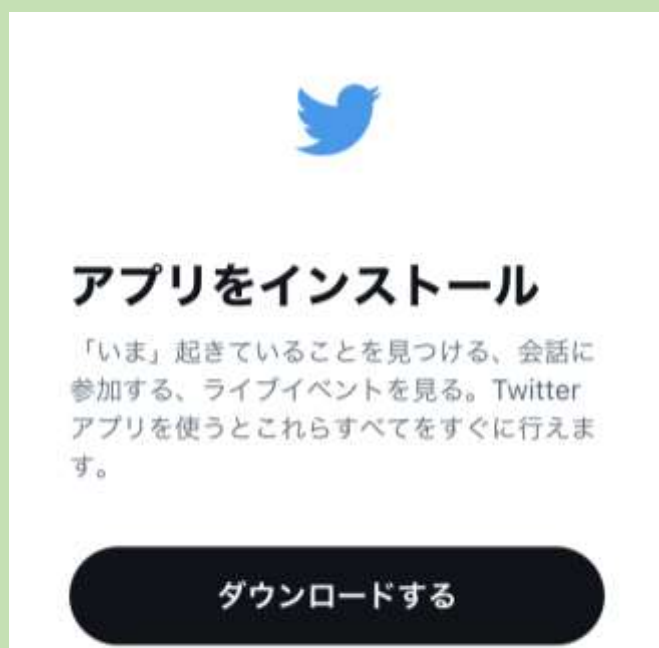 アプリをインストール
「いま」起きていることを見つける、会話に
参加する、ライブイベントを見る。Twitter
アプリを使うとこれらすべてをすぐに行えま
す。
ダウンロードする